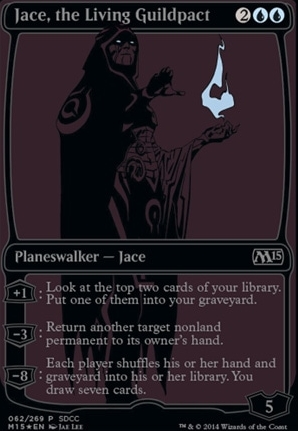 Jace, the Living Guildpact 2
Planeswalker — Jace M15
+1 : Look at the top two cards of your library.
Put one of them into your graveyard.
-3 : Return another target nonland
permanent to its owner's hand.
-8 : Each player shuffles his or her hand and
graveyard into his or her library. You
draw seven cards.
5
062/269 P SDCC
M15★EN JAE LEE
™ & © 2014 Wizards of the Coast